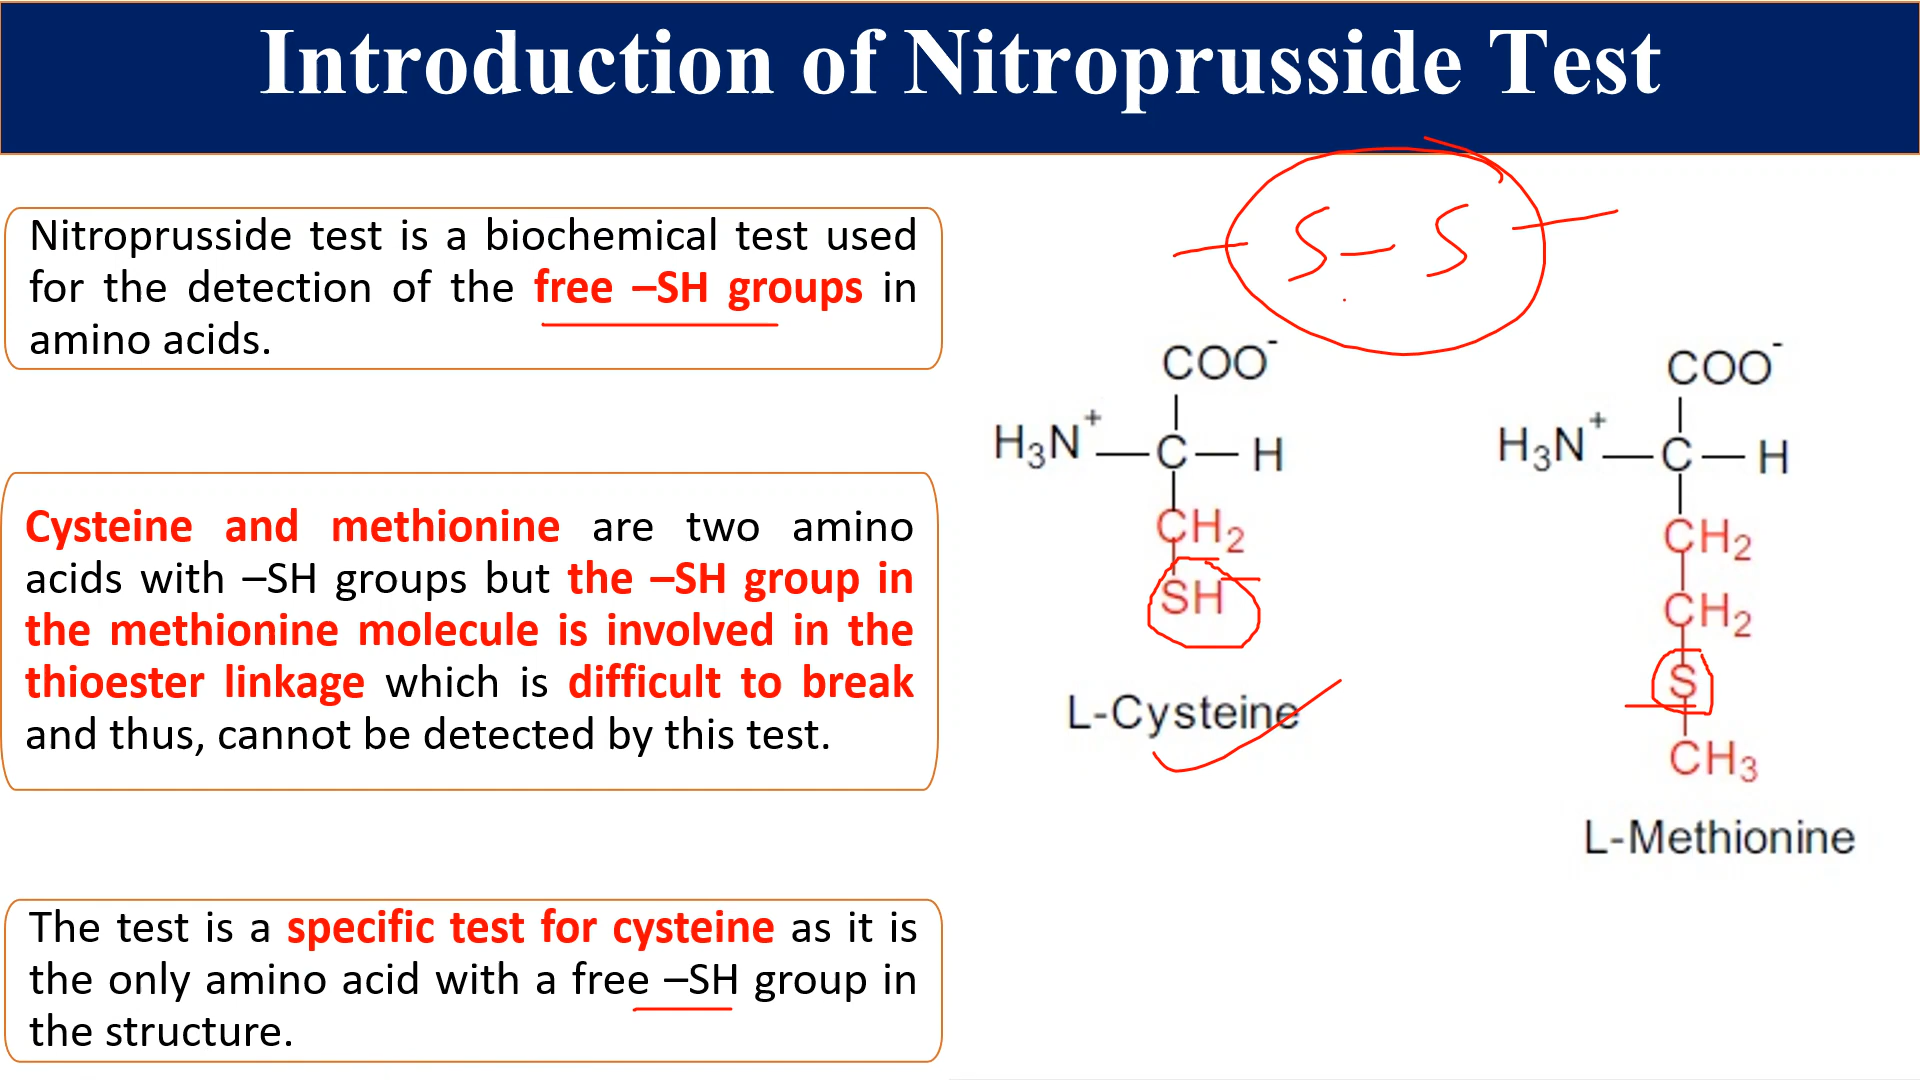 Introduction of Nitroprusside Test
Nitroprusside test is a biochemical test used
for the detection of the free –SH groups in
amino acids.
Cysteine and methionine are two amino
acids with –SH groups but the –SH group in
the methionine molecule is involved in the
thioester linkage which is difficult to break
and thus, cannot be detected by this test.
The test is a specific test for cysteine as it is
the only amino acid with a free –SH group in
the structure.
– S – S –
COO⁻
H₃N⁺ — C — H
CH₂
SH
L-Cysteine
COO⁻
H₃N⁺ — C — H
CH₂
CH₂
S
CH₃
L-Methionine